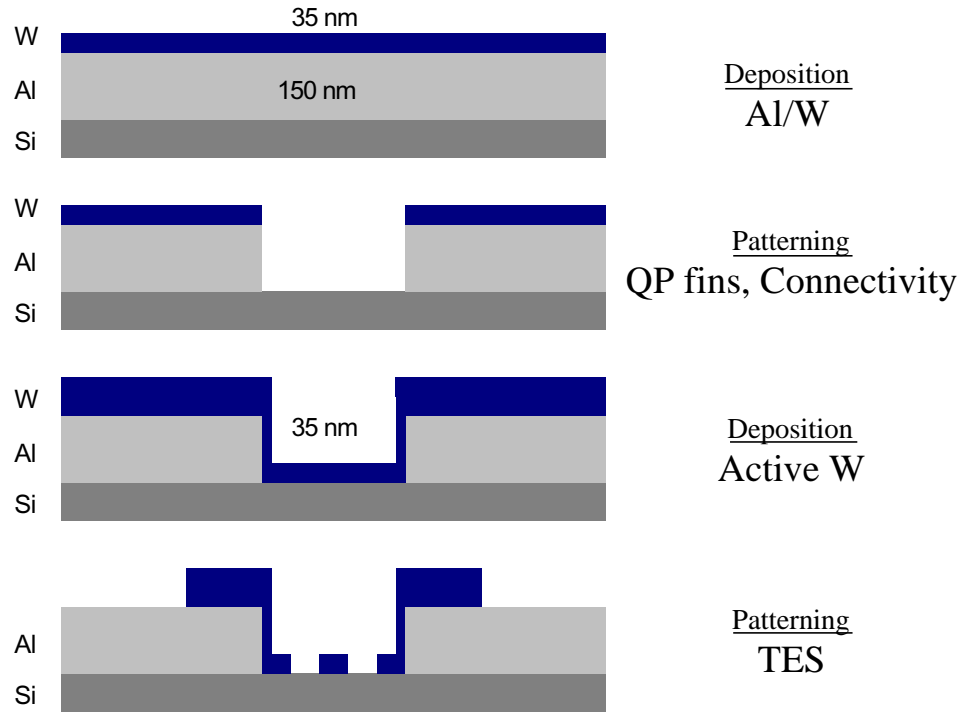 35 nm
W
Al
150 nm
Si
Deposition
Al/W
W
Al
Si
Patterning
QP fins, Connectivity
W
35 nm
Al
Si
Deposition
Active W
Al
Si
Patterning
TES